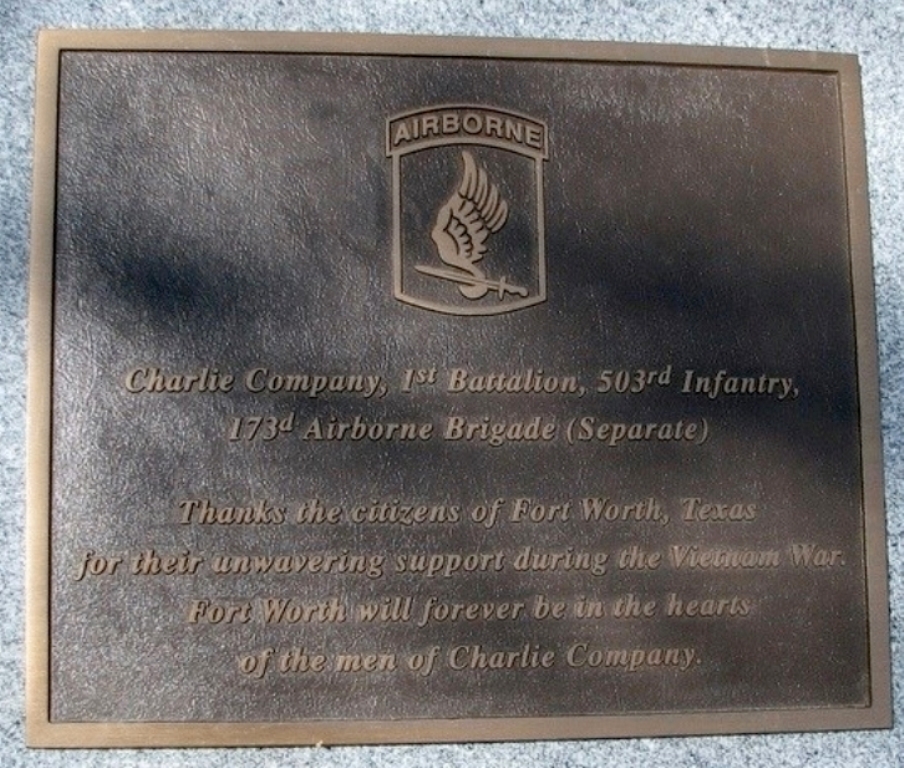 AIRBORNE
Charlie Company, 1st Battalion, 503rd Infantry,
173d Airborne Brigade (Separate)
Thanks the citizens of Fort Worth, Texas
for their unwavering support during the Vietnam War.
Fort Worth will forever be in the hearts
of the men of Charlie Company.